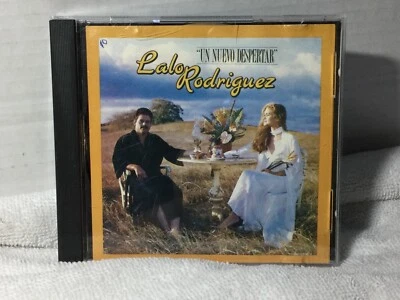 "UN NUEVO DESPERTAR"
Lalo
Rodriguez